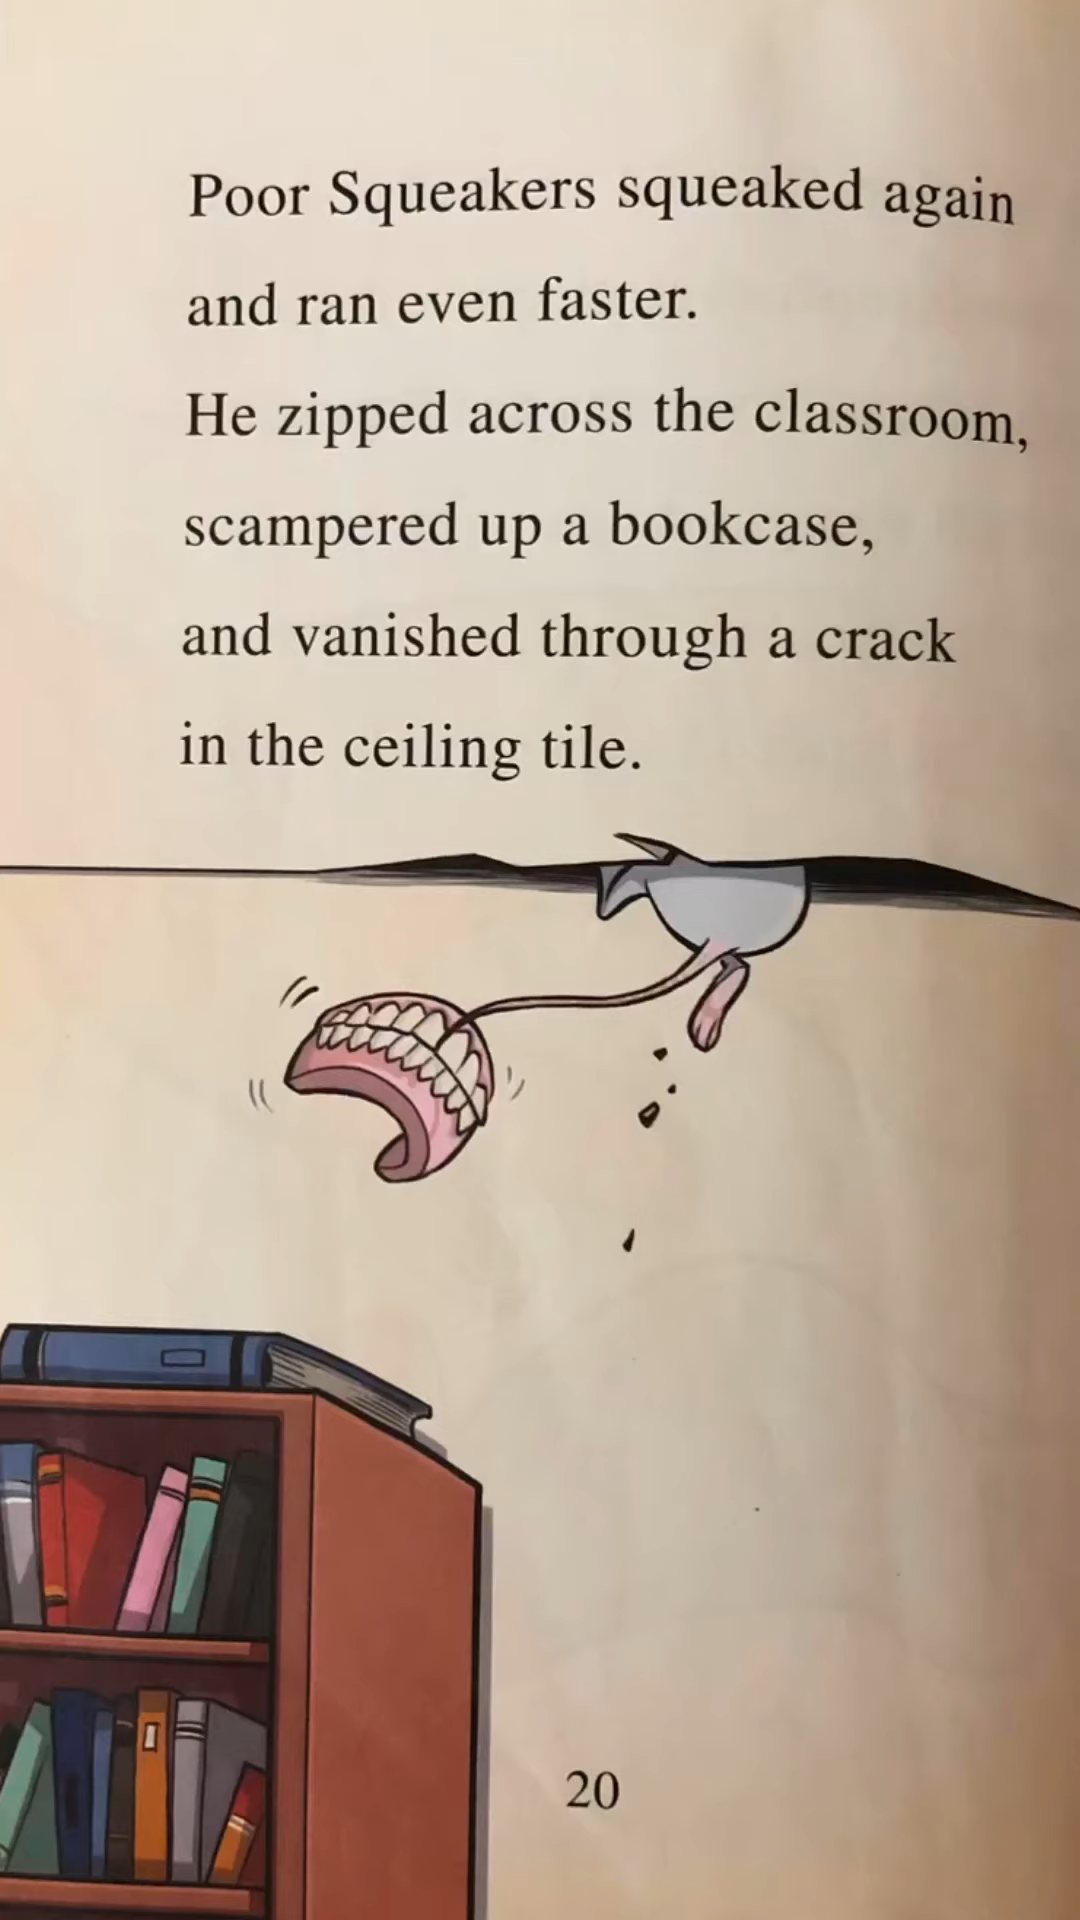 Poor Squeakers squeaked again
and ran even faster.
He zipped across the classroom,
scampered up a bookcase,
and vanished through a crack
in the ceiling tile.
20